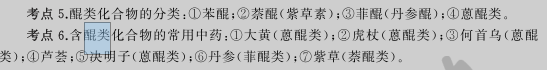 考点 5.醌类化合物的分类:①苯醌;②萘醌(紫草素);③菲醌(丹参醌);④蒽醌类。
考点 6.含醌类化合物的常用中药:①大黄(蒽醌类);②虎杖(蒽醌类);③何首乌(蒽醌
类);④芦荟;⑤决明子(蒽醌类);⑥丹参(菲醌类);⑦紫草(萘醌类)。